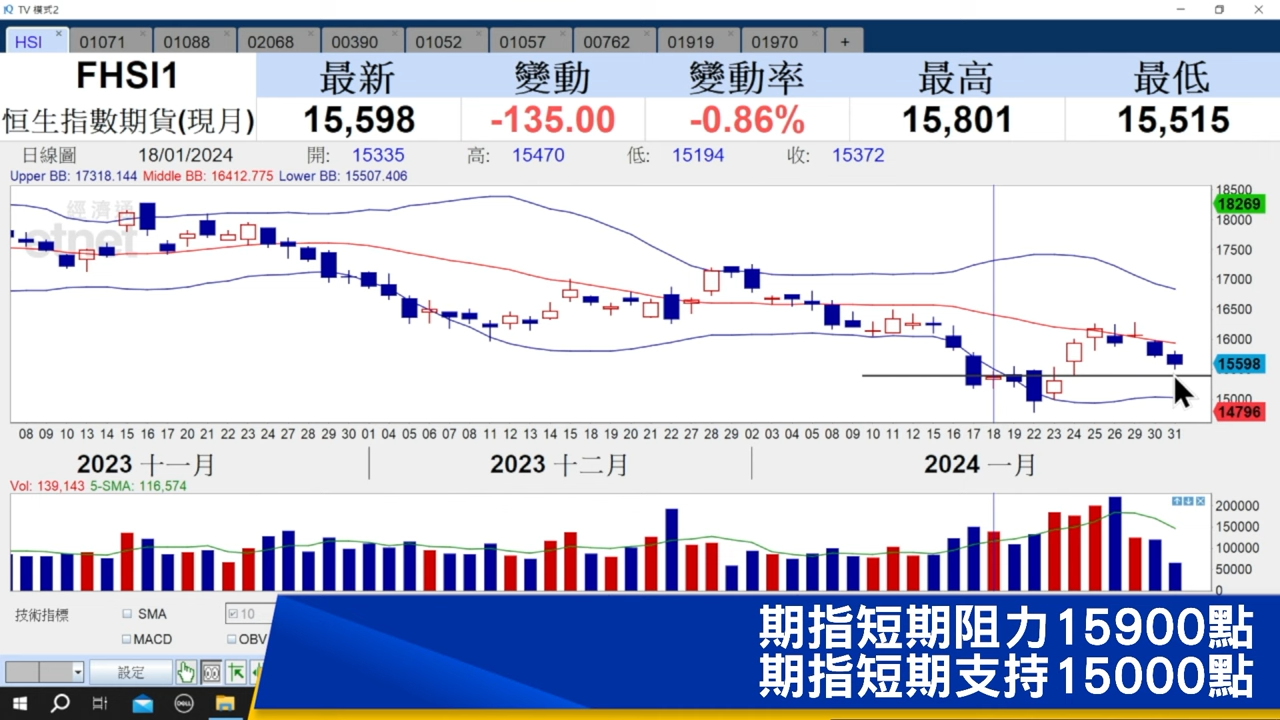 TV 模式2
HSI 01071 01088 02068 00390 01052 01057 00762 01919 01970 +
FHSI1 最新 變動 變動率 最高 最低
恒生指數期貨(現月) 15,598 -135.00 -0.86% 15,801 15,515
日線圖 18/01/2024 開: 15335 高: 15470 低: 15194 收: 15372
Upper BB: 17318.144 Middle BB: 16412.775 Lower BB: 15507.406
經濟通
etnet
18500
18269
18000
17500
17000
16500
16000
15598
15000
14796
08 09 10 13 14 15 16 17 20 21 22 23 24 27 28 29 30 01 04 05 06 07 08 11 12 13 14 15 18 19 20 21 22 27 28 29 02 03 04 05 08 09 10 11 12 15 16 17 18 19 22 23 24 25 26 29 30 31
2023 十一月 2023 十二月 2024 一月
Vol: 139,143 5-SMA: 116,574
200000
150000
100000
50000
0
技術指標 SMA 10
MACD OBV
設定
期指短期阻力15900點
期指短期支持15000點
DELL